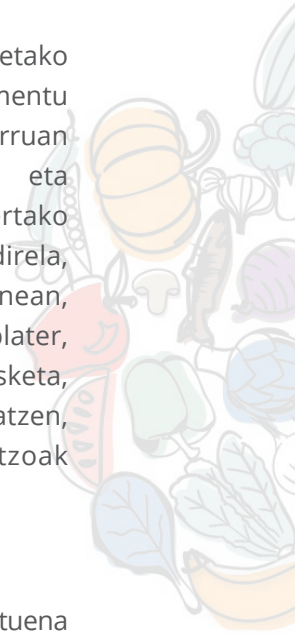 etako
mentu
rruan
eta
rtako
direla,
nean,
plater,
sketa,
atzen,
tzoak
tuena